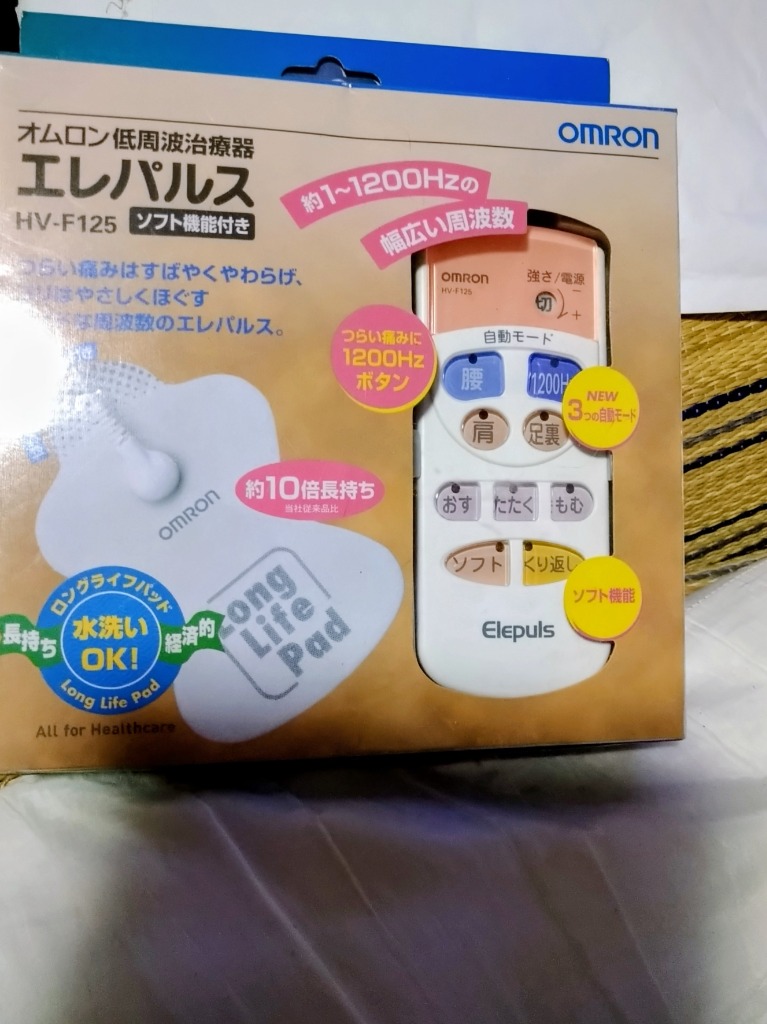 OMRON
オムロン低周波治療器
エレパルス
HV-F125 ソフト機能付き
約1~1200Hzの
幅広い周波数
つらい痛みはすばやくやわらげ、
はやさしくほぐす
な周波数のエレパルス。
OMRON
HV-F125
強さ/電源
切
－
+
自動モード
腰
1200H
肩
足裏
おす
たたく
もむ
ソフト
くり返し
Elepuls
つらい痛みに
1200Hz
ボタン
NEW
3つの自動モード
ソフト機能
約10倍長持ち
当社従来品比
OMRON
Long
Life
Pad
ロングライフパッド
長持ち
水洗い
OK!
経済的
Long Life Pad
All for Healthcare